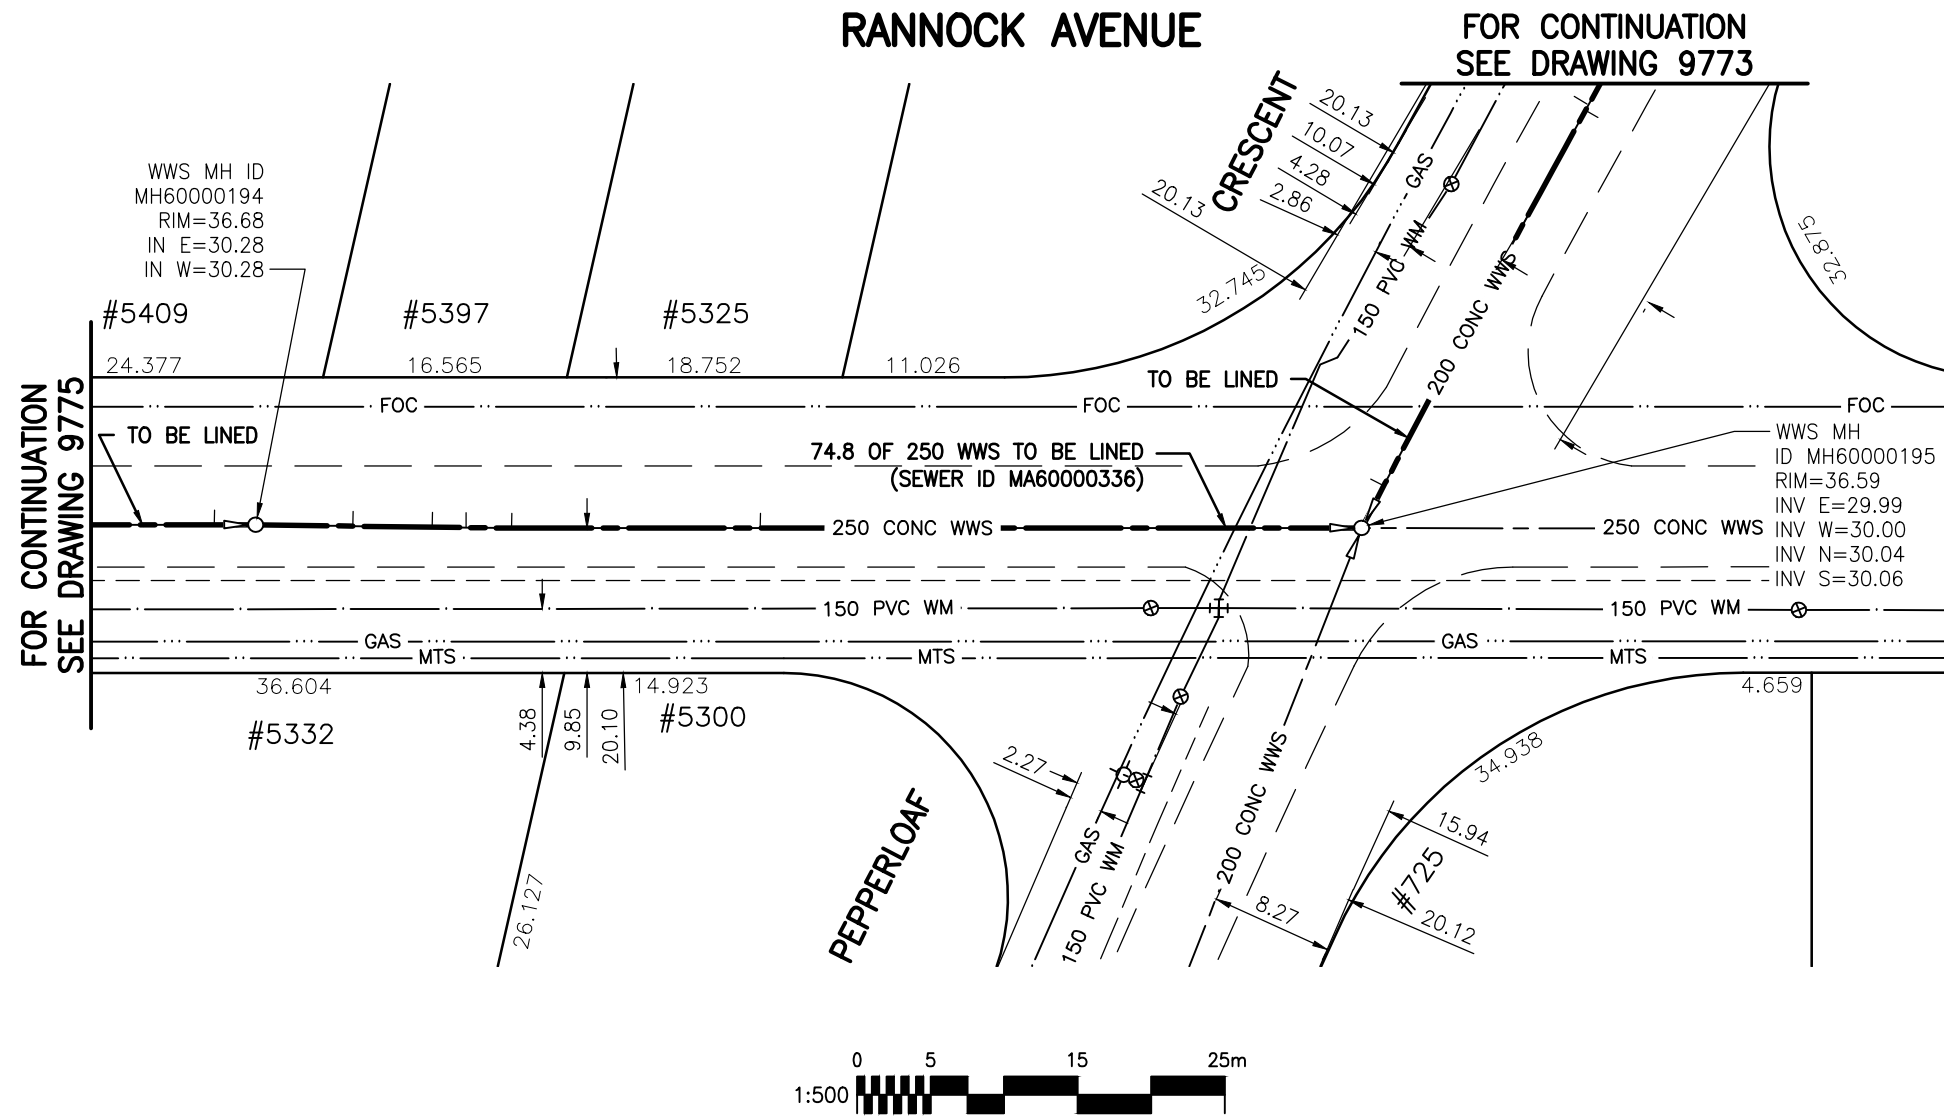 RANNOCK AVENUE
FOR CONTINUATION
SEE DRAWING 9773
CRESCENT
20.13
10.07
4.28
2.86
20.13
32.745
32.875
GAS
150 PVC WM
200 CONC WWS
WWS MH ID
MH60000194
RIM=36.68
IN E=30.28
IN W=30.28
#5409
#5397
#5325
24.377
16.565
18.752
11.026
FOR CONTINUATION
SEE DRAWING 9775
TO BE LINED
FOC
FOC
FOC
TO BE LINED
74.8 OF 250 WWS TO BE LINED
(SEWER ID MA60000336)
WWS MH
ID MH60000195
RIM=36.59
INV E=29.99
INV W=30.00
INV N=30.04
INV S=30.06
250 CONC WWS
250 CONC WWS
150 PVC WM
150 PVC WM
GAS
GAS
MTS
MTS
MTS
36.604
14.923
4.659
#5332
#5300
4.38
9.85
20.10
26.127
2.27
PEPPERLOAF
GAS
150 PVC WM
200 CONC WWS
34.938
15.94
#725
8.27
20.12
0 5 15 25m
1:500